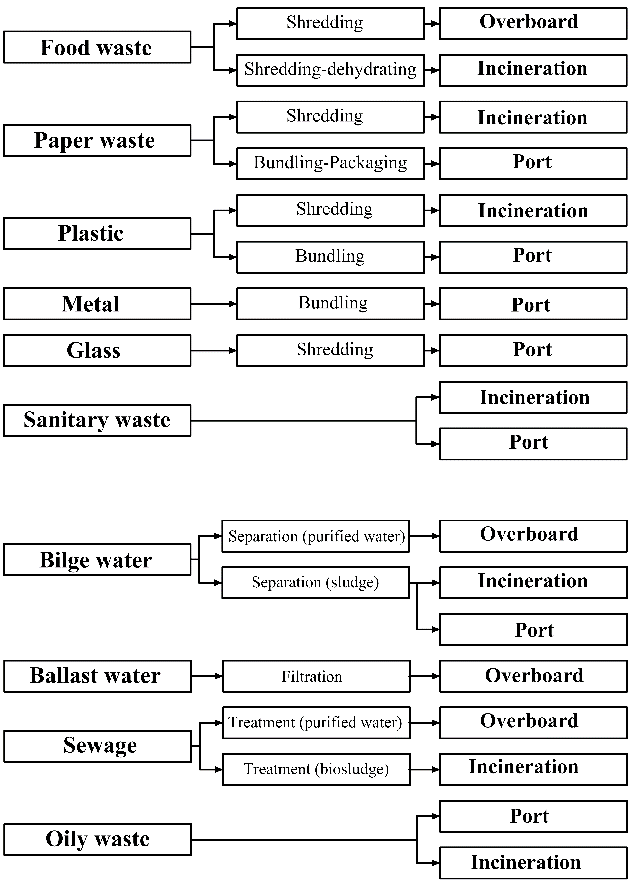 Food waste
Shredding
Overboard
Shredding-dehydrating
Incineration
Paper waste
Shredding
Incineration
Bundling-Packaging
Port
Plastic
Shredding
Incineration
Bundling
Port
Metal
Bundling
Port
Glass
Shredding
Port
Sanitary waste
Incineration
Port
Bilge water
Separation (purified water)
Overboard
Separation (sludge)
Incineration
Port
Ballast water
Filtration
Overboard
Sewage
Treatment (purified water)
Overboard
Treatment (biosludge)
Incineration
Oily waste
Port
Incineration